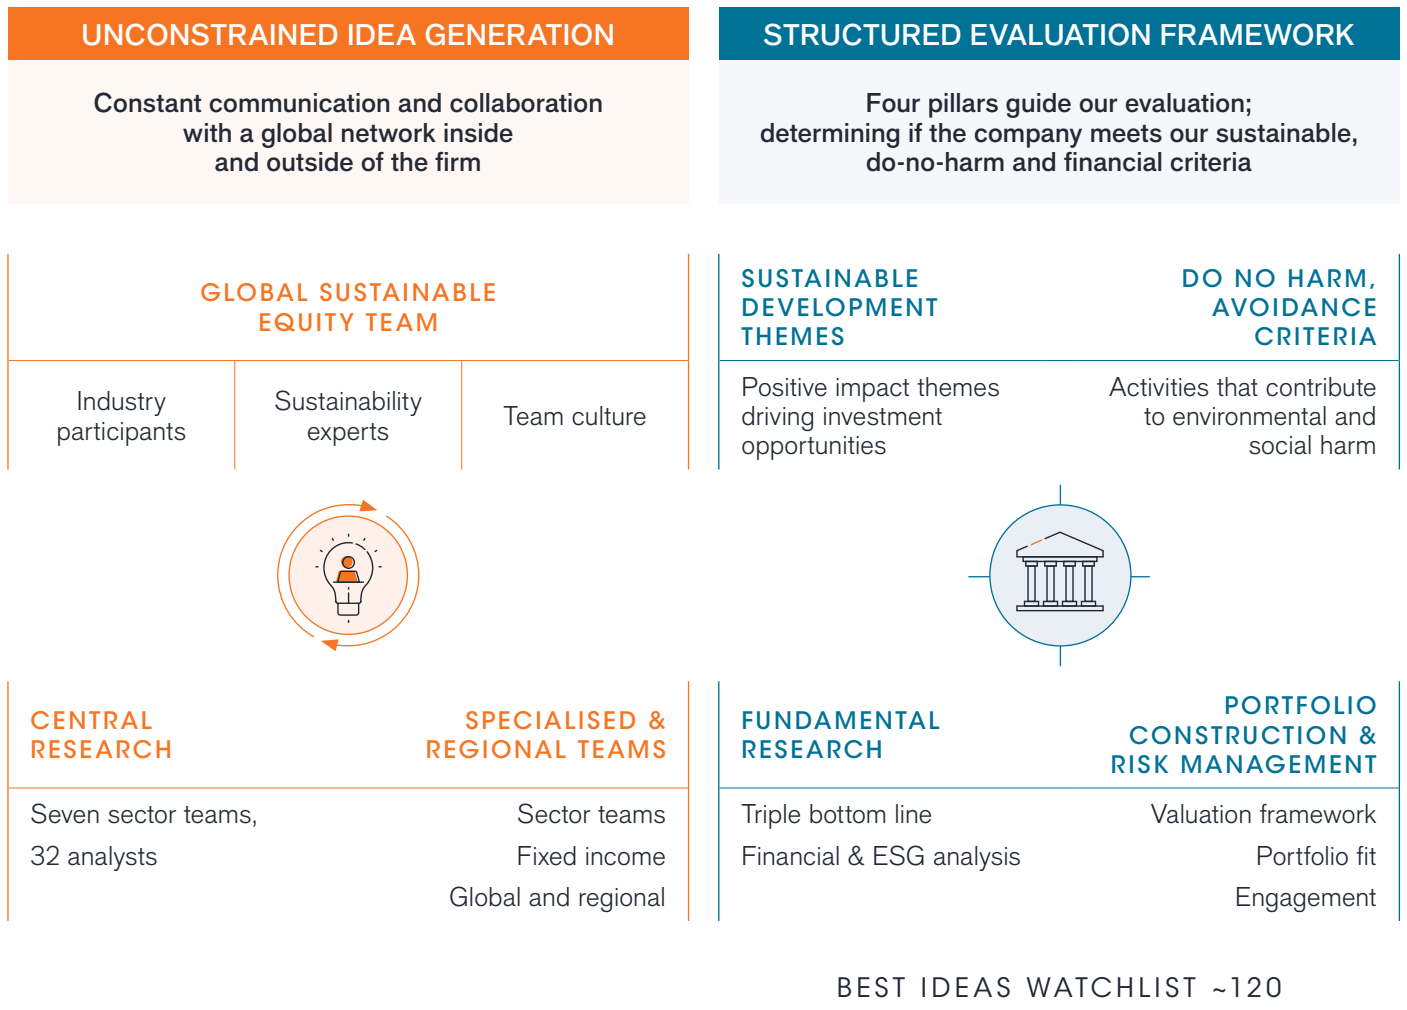 UNCONSTRAINED IDEA GENERATION
Constant communication and collaboration
with a global network inside
and outside of the firm
GLOBAL SUSTAINABLE
EQUITY TEAM
Industry
participants
Sustainability
experts
Team culture
CENTRAL
RESEARCH
Seven sector teams,
32 analysts
SPECIALISED &
REGIONAL TEAMS
Sector teams
Fixed income
Global and regional
STRUCTURED EVALUATION FRAMEWORK
Four pillars guide our evaluation;
determining if the company meets our sustainable,
do-no-harm and financial criteria
SUSTAINABLE
DEVELOPMENT
THEMES
Positive impact themes
driving investment
opportunities
DO NO HARM,
AVOIDANCE
CRITERIA
Activities that contribute
to environmental and
social harm
FUNDAMENTAL
RESEARCH
Triple bottom line
Financial & ESG analysis
PORTFOLIO
CONSTRUCTION &
RISK MANAGEMENT
Valuation framework
Portfolio fit
Engagement
BEST IDEAS WATCHLIST ~120